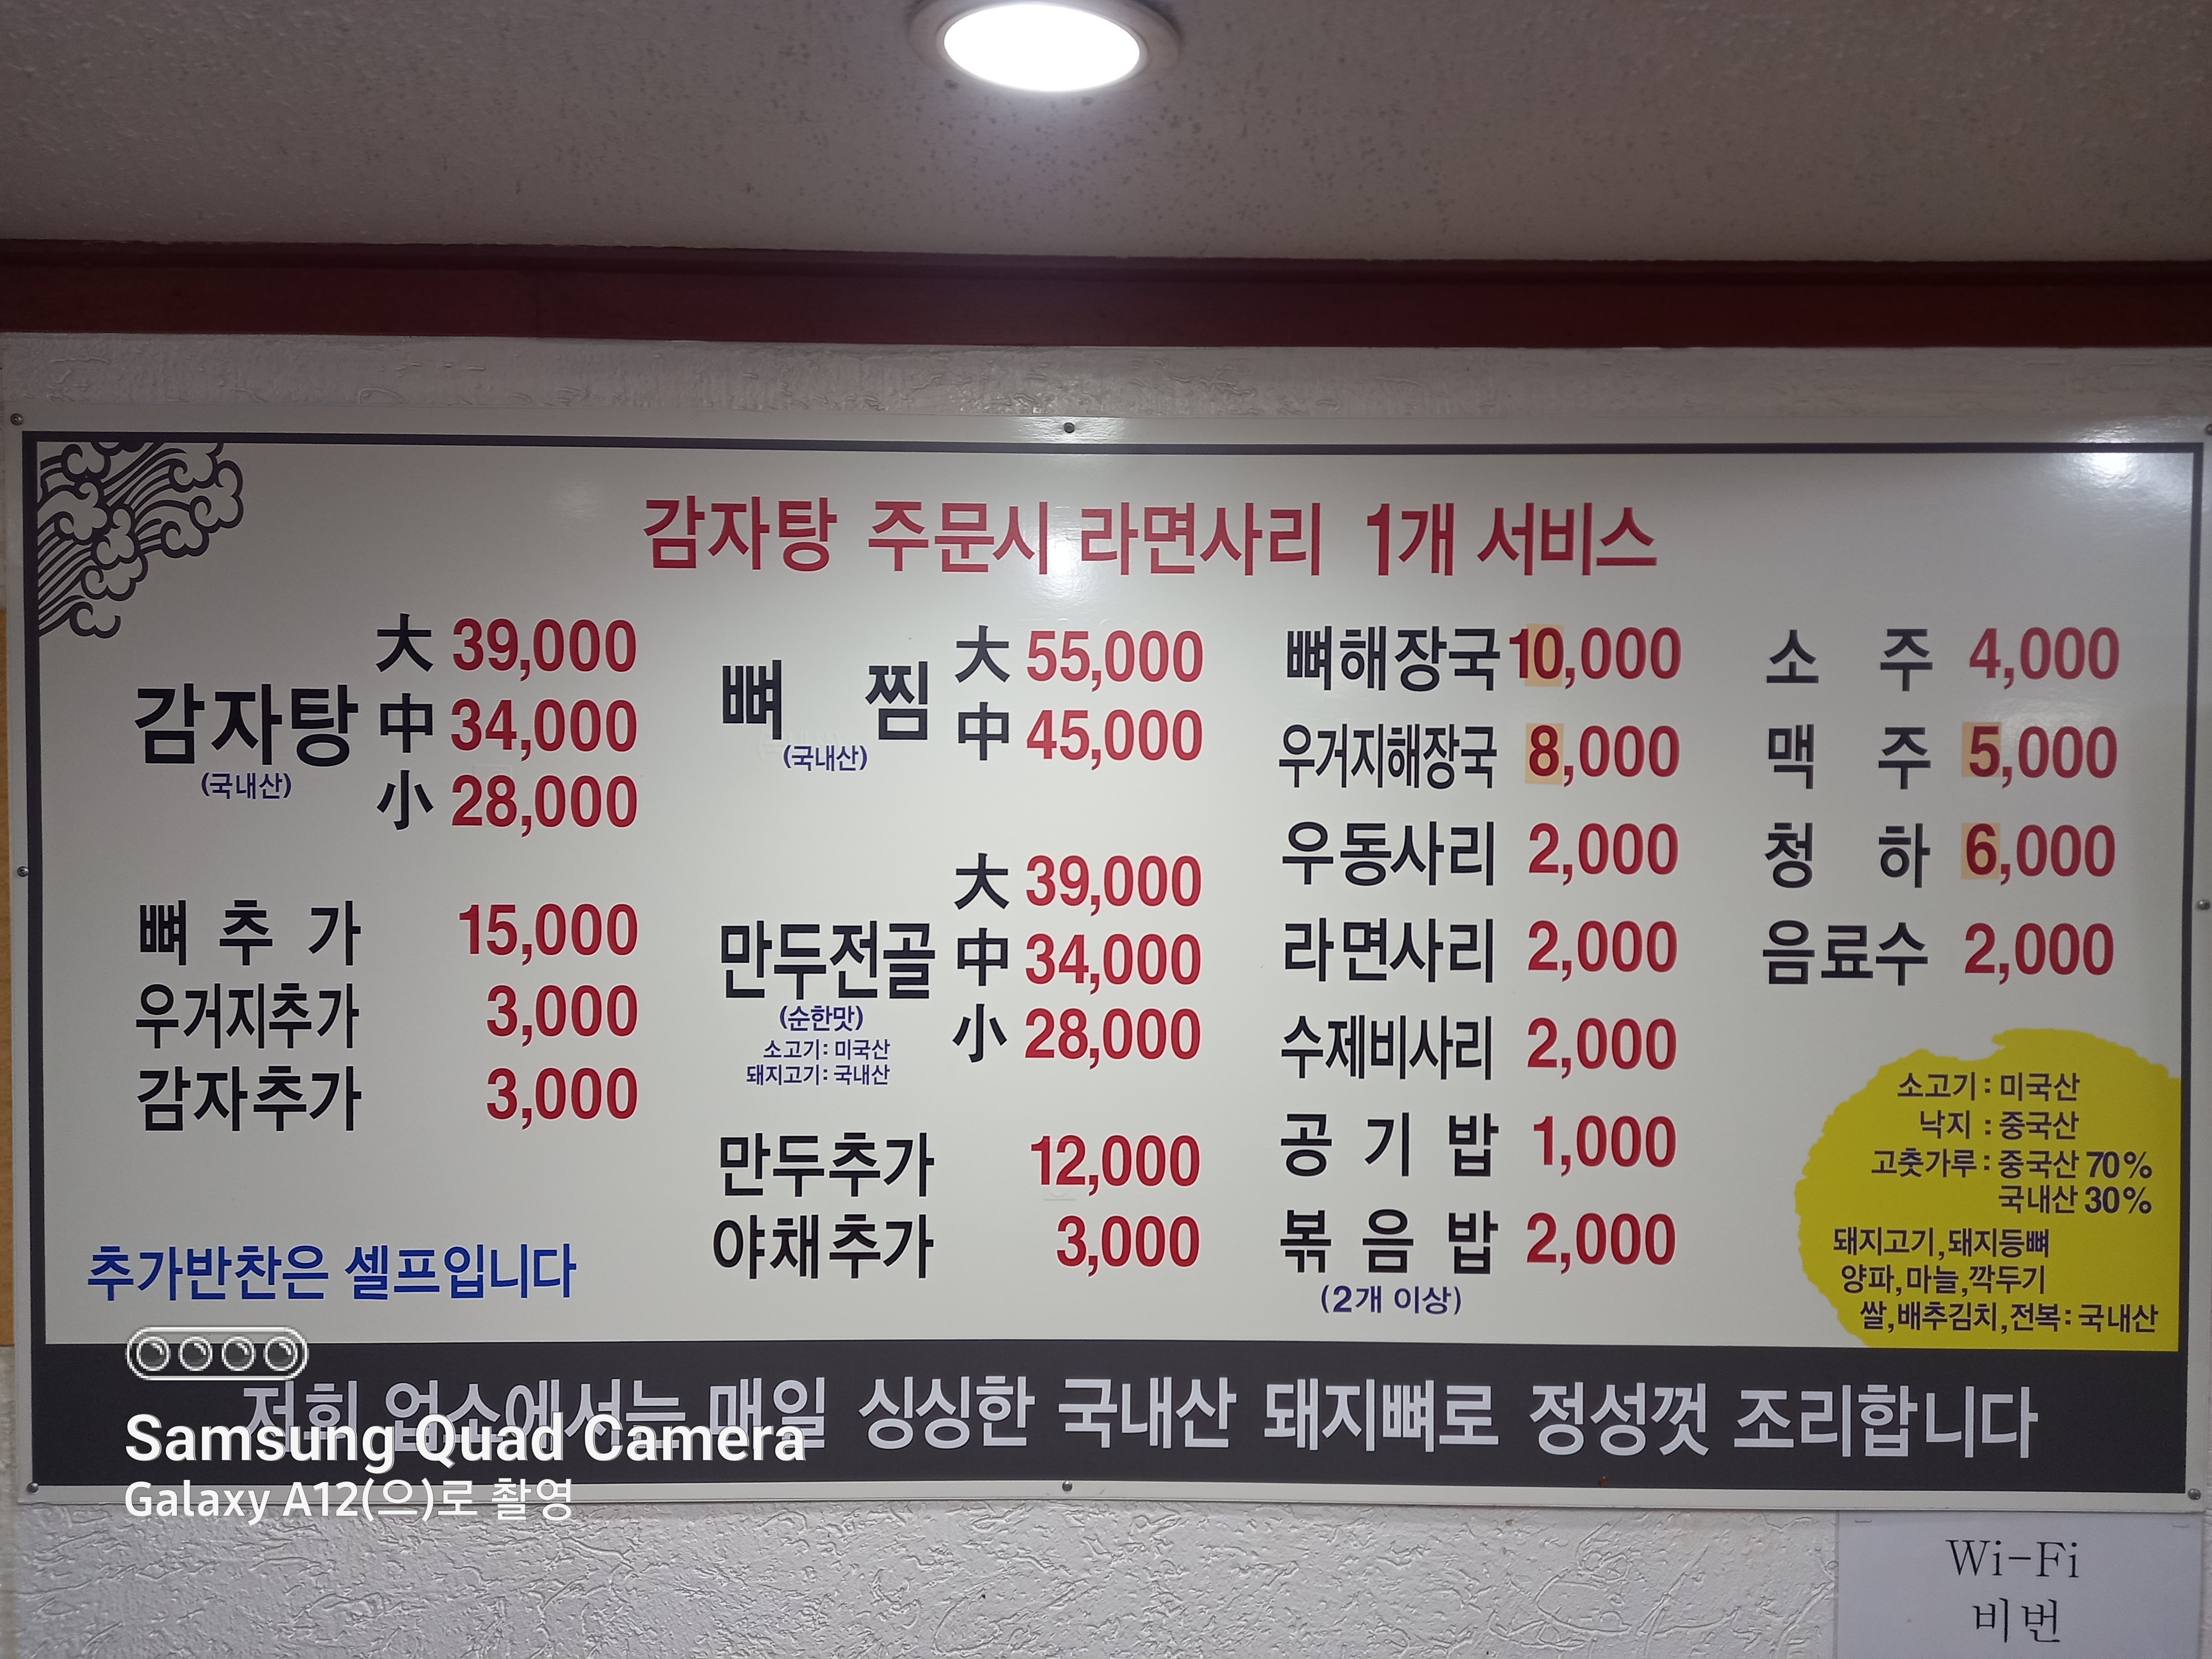 감자탕 주문시 라면사리 1개 서비스
감자탕
(국내산)
大 39,000
中 34,000
小 28,000
뼈추가 15,000
우거지추가 3,000
감자추가 3,000
추가반찬은 셀프입니다
뼈찜
(국내산)
大 55,000
中 45,000
만두전골
(순한맛)
소고기: 미국산
돼지고기: 국내산
大 39,000
中 34,000
小 28,000
만두추가 12,000
야채추가 3,000
뼈해장국 10,000
우거지해장국 8,000
우동사리 2,000
라면사리 2,000
수제비사리 2,000
공기밥 1,000
볶음밥 2,000
(2개 이상)
소주 4,000
맥주 5,000
청하 6,000
음료수 2,000
소고기 : 미국산
낙지 : 중국산
고춧가루 : 중국산 70%
국내산 30%
돼지고기, 돼지등뼈
양파, 마늘, 깍두기
쌀, 배추김치, 전복 : 국내산
저희 업소에서는 매일 싱싱한 국내산 돼지뼈로 정성껏 조리합니다
Samsung Quad Camera
Galaxy A12(으)로 촬영
Wi-Fi
비번